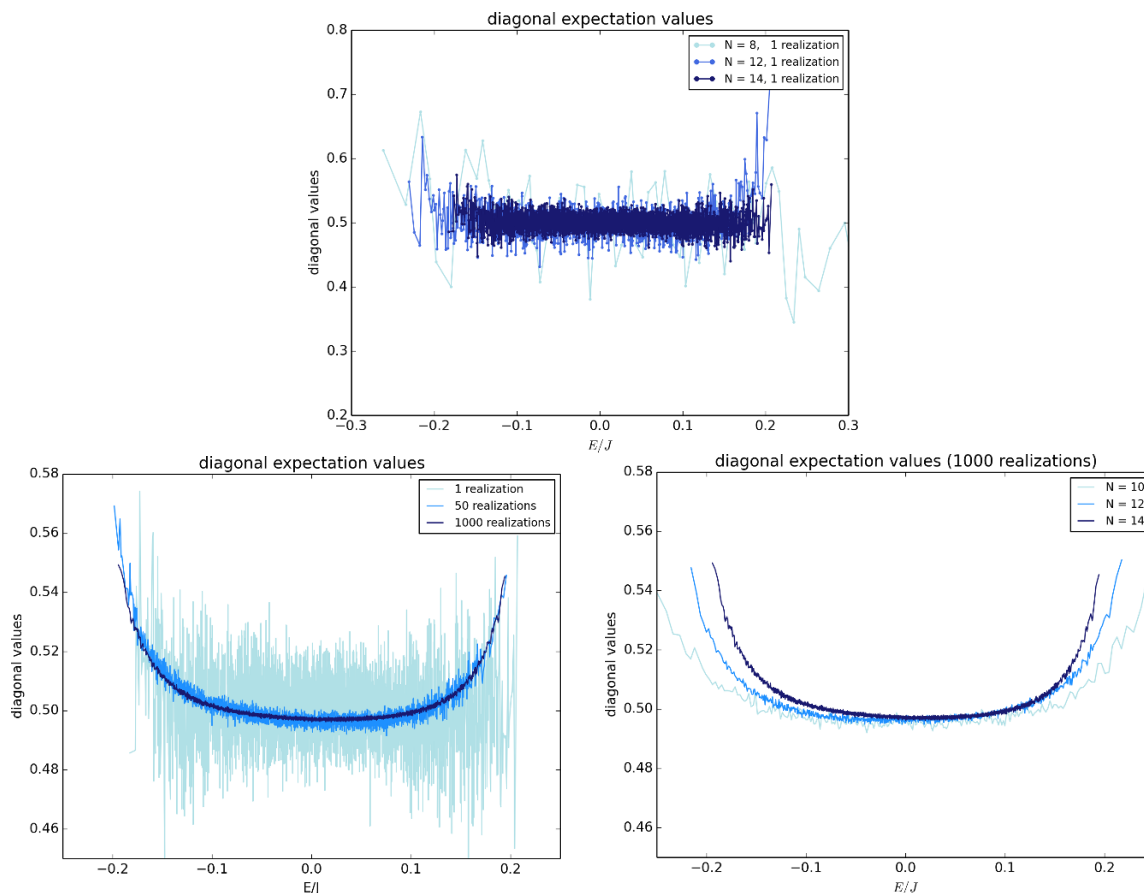 diagonal expectation values
0.8
0.7
0.6
0.5
0.4
0.3
0.2
diagonal values
N = 8, 1 realization
N = 12, 1 realization
N = 14, 1 realization
−0.3 −0.2 −0.1 0.0 0.1 0.2 0.3
E/J
diagonal expectation values
0.58
0.56
0.54
0.52
0.50
0.48
0.46
diagonal values
1 realization
50 realizations
1000 realizations
−0.2 −0.1 0.0 0.1 0.2
E/J
diagonal expectation values (1000 realizations)
0.58
0.56
0.54
0.52
0.50
0.48
0.46
diagonal values
N = 10
N = 12
N = 14
−0.2 −0.1 0.0 0.1 0.2
E/J